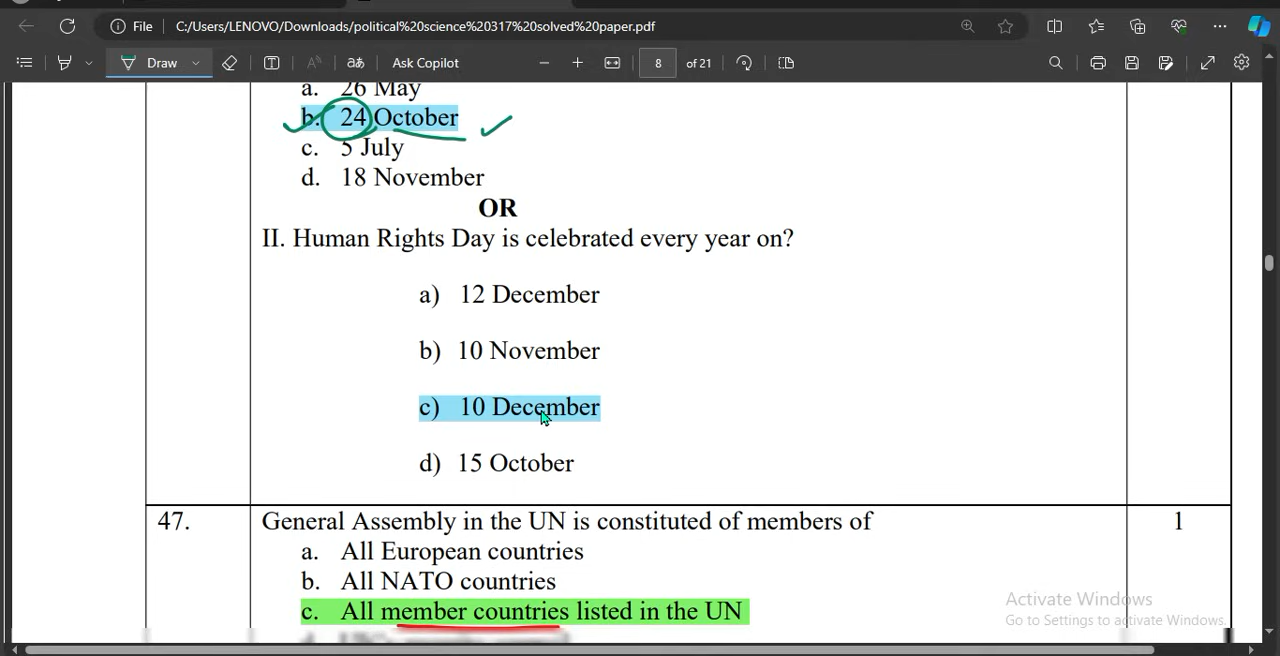 File
C:/Users/LENOVO/Downloads/political%20science%20317%20solved%20paper.pdf
Draw
Ask Copilot
8 of 21
a. 26 May
b. 24 October
c. 5 July
d. 18 November
OR
II. Human Rights Day is celebrated every year on?
a) 12 December
b) 10 November
c) 10 December
d) 15 October
47. General Assembly in the UN is constituted of members of 1
a. All European countries
b. All NATO countries
c. All member countries listed in the UN
Activate Windows
Go to Settings to activate Windows.